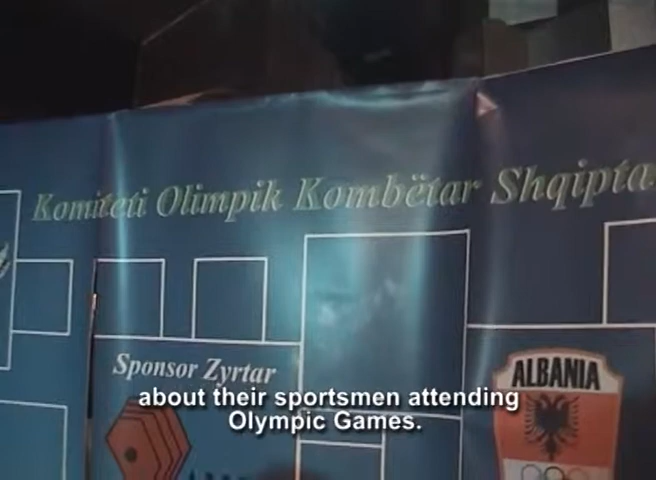 Komiteti Olimpik Kombëtar Shqipta
Sponsor Zyrtar
ALBANIA
about their sportsmen attending
Olympic Games.